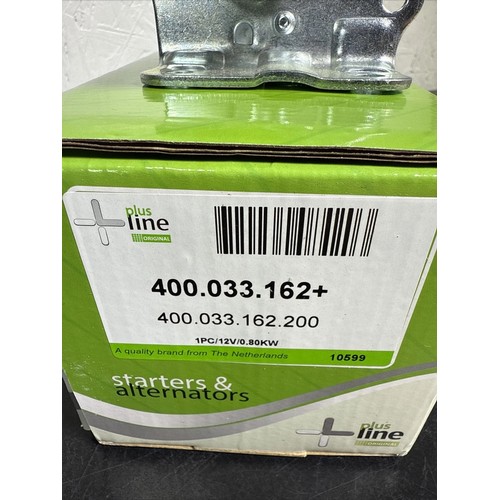 plus
line
ORIGINAL
400.033.162+
400.033.162.200
1PC/12V/0.80KW
A quality brand from The Netherlands
10599
starters &
alternators
plus
line